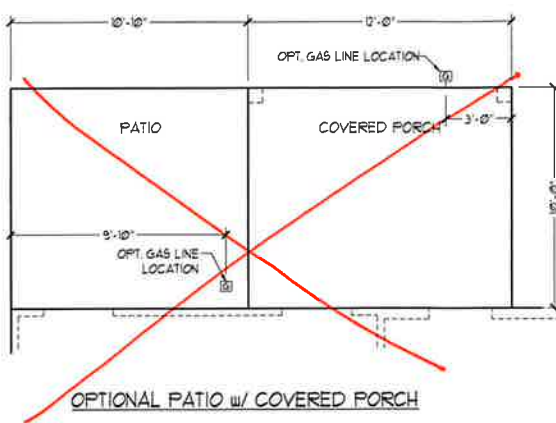 10'-10"
12'-0"
OPT. GAS LINE LOCATION
G
PATIO
COVERED PORCH
3'-0"
10'-0"
9'-10"
OPT. GAS LINE
LOCATION
G
OPTIONAL PATIO w/ COVERED PORCH